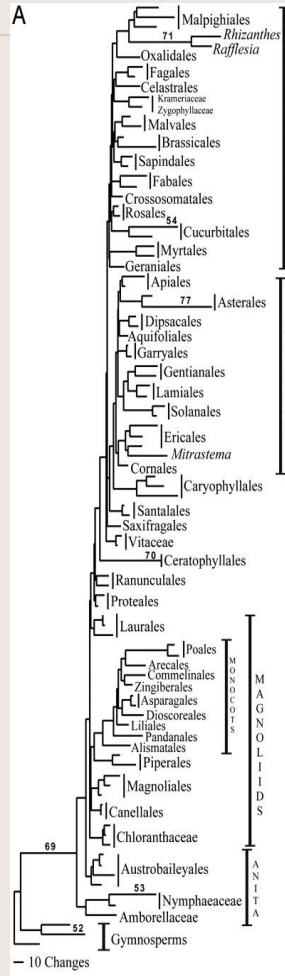 A
Malpighiales
71
Rhizanthes
Rafflesia
Oxalidales
Fagales
Celastrales
Krameriaceae
Zygophyllaceae
Malvales
Brassicales
Sapindales
Fabales
Crossosomatales
Rosales
54
Cucurbitales
Myrtales
Geraniales
Apiales
77
Asterales
Dipsacales
Aquifoliales
Garryales
Gentianales
Lamiales
Solanales
Ericales
Mitrastema
Cornales
Caryophyllales
Santalales
Saxifragales
Vitaceae
70
Ceratophyllales
Ranunculales
Proteales
Laurales
Poales
Arecales
Commelinales
Zingiberales
Asparagales
Dioscoreales
Liliales
Pandanales
Alismatales
MONOCOTS
Piperales
Magnoliales
Canellales
Chloranthaceae
MAGNOLIIDS
69
Austrobaileyales
53
Nymphaeaceae
Amborellaceae
ANITA
52
Gymnosperms
10 Changes